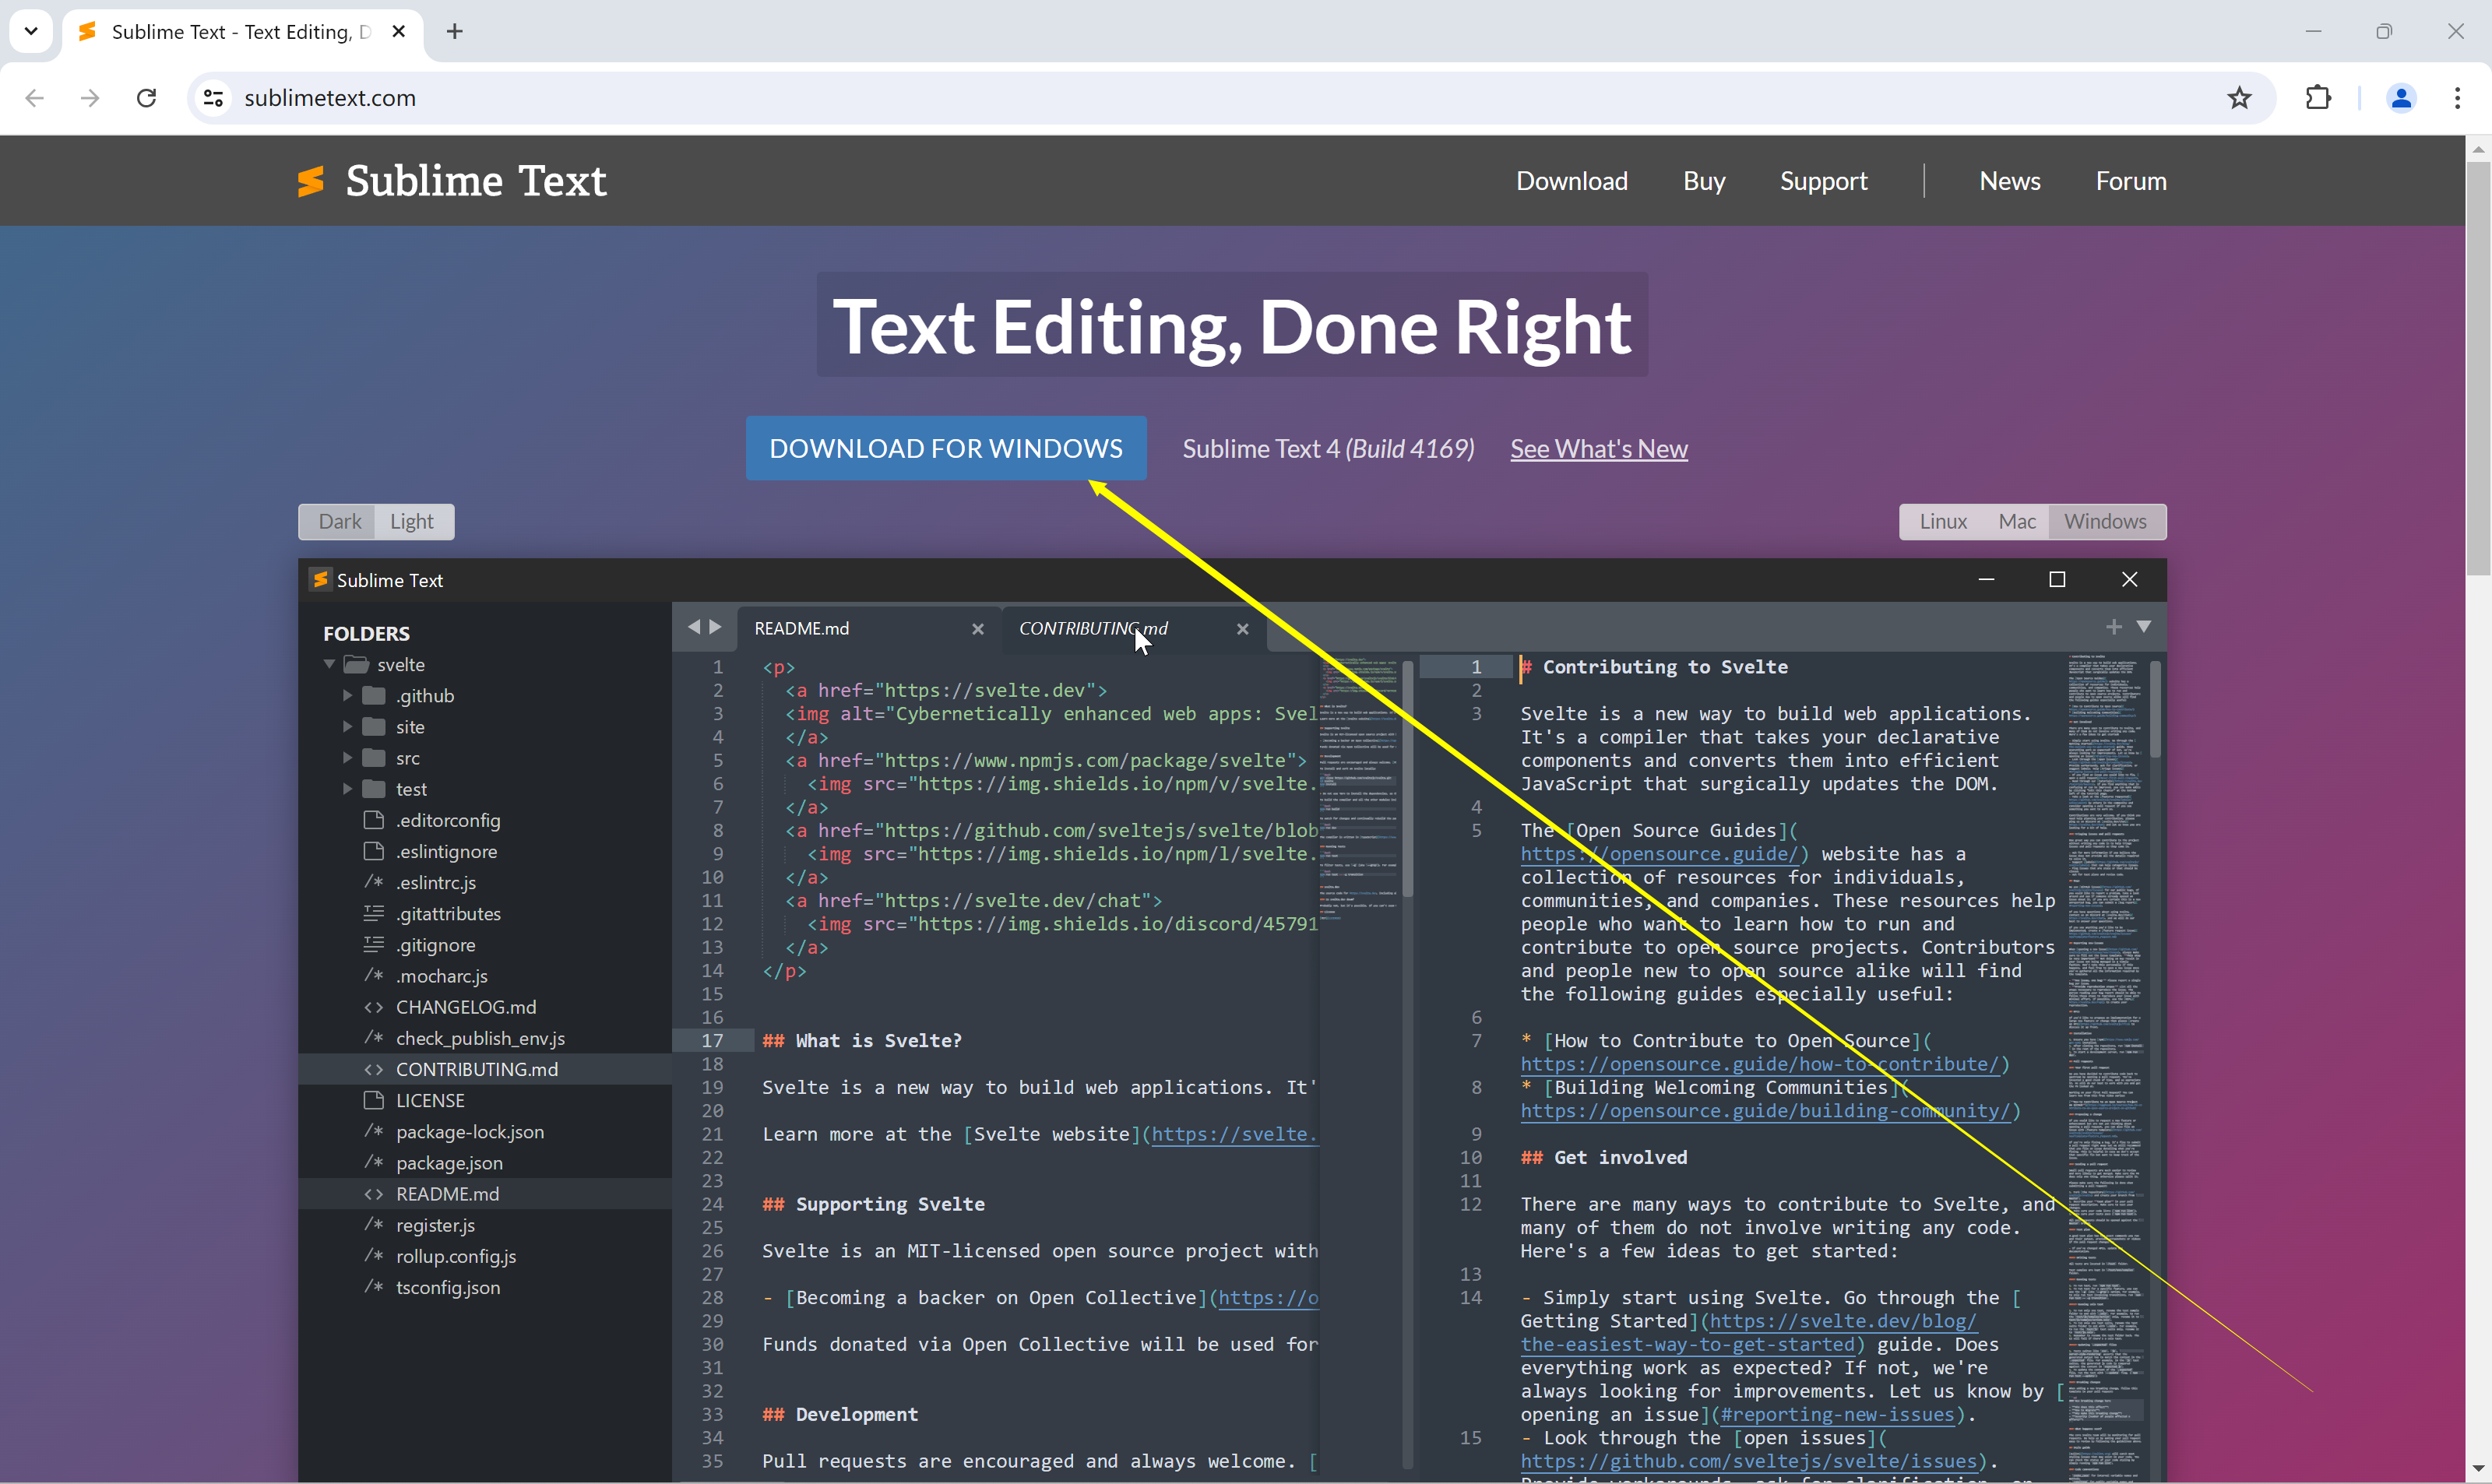 Sublime Text - Text Editing, D
sublimetext.com
Sublime Text
Download Buy Support News Forum
Text Editing, Done Right
DOWNLOAD FOR WINDOWS Sublime Text 4 (Build 4169) See What's New
Dark Light
Linux Mac Windows
Sublime Text
FOLDERS
svelte
.github
site
src
test
.editorconfig
.eslintignore
/* .eslintrc.js
.gitattributes
.gitignore
/* .mocharc.js
<> CHANGELOG.md
/* check_publish_env.js
<> CONTRIBUTING.md
LICENSE
/* package-lock.json
/* package.json
<> README.md
/* register.js
/* rollup.config.js
/* tsconfig.json
README.md
CONTRIBUTING.md
1 <p>
2 <a href="https://svelte.dev">
3 <img alt="Cybernetically enhanced web apps: Svel
4 </a>
5 <a href="https://www.npmjs.com/package/svelte">
6 <img src="https://img.shields.io/npm/v/svelte.
7 </a>
8 <a href="https://github.com/sveltejs/svelte/blob
9 <img src="https://img.shields.io/npm/l/svelte.
10 </a>
11 <a href="https://svelte.dev/chat">
12 <img src="https://img.shields.io/discord/45791
13 </a>
14 </p>
15
16
17 ## What is Svelte?
18
19 Svelte is a new way to build web applications. It'
20
21 Learn more at the [Svelte website](https://svelte.
22
23
24 ## Supporting Svelte
25
26 Svelte is an MIT-licensed open source project with
27
28 - [Becoming a backer on Open Collective](https://o
29
30 Funds donated via Open Collective will be used for
31
32
33 ## Development
34
35 Pull requests are encouraged and always welcome. [
1 # Contributing to Svelte
2
3 Svelte is a new way to build web applications.
It's a compiler that takes your declarative
components and converts them into efficient
JavaScript that surgically updates the DOM.
4
5 The [Open Source Guides](
https://opensource.guide/) website has a
collection of resources for individuals,
communities, and companies. These resources help
people who want to learn how to run and
contribute to open source projects. Contributors
and people new to open source alike will find
the following guides especially useful:
6
7 * [How to Contribute to Open Source](
https://opensource.guide/how-to-contribute/)
8 * [Building Welcoming Communities](
https://opensource.guide/building-community/)
9
10 ## Get involved
11
12 There are many ways to contribute to Svelte, and
many of them do not involve writing any code.
Here's a few ideas to get started:
13
14 - Simply start using Svelte. Go through the [
Getting Started](https://svelte.dev/blog/
the-easiest-way-to-get-started) guide. Does
everything work as expected? If not, we're
always looking for improvements. Let us know by [
opening an issue](#reporting-new-issues).
15 - Look through the [open issues](
https://github.com/sveltejs/svelte/issues).